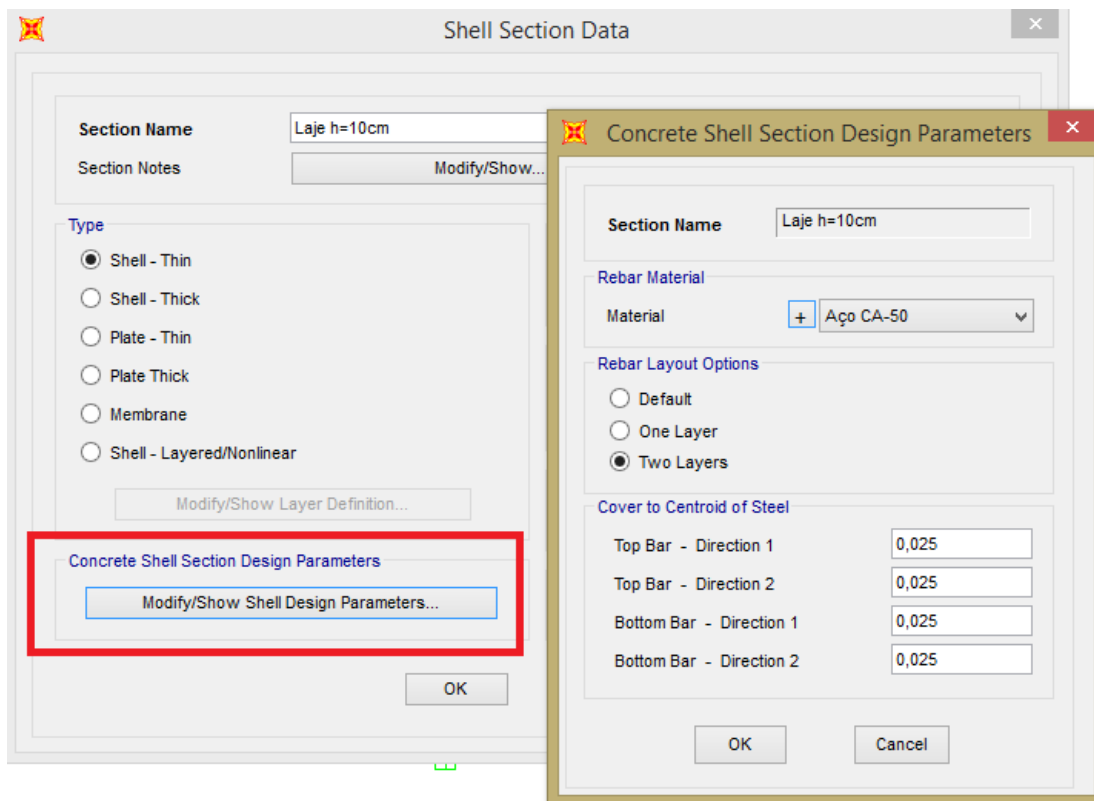 Shell Section Data
Section Name Laje h=10cm
Section Notes Modify/Show...
Type
Shell - Thin
Shell - Thick
Plate - Thin
Plate Thick
Membrane
Shell - Layered/Nonlinear
Modify/Show Layer Definition...
Concrete Shell Section Design Parameters
Modify/Show Shell Design Parameters...
OK
Concrete Shell Section Design Parameters
Section Name Laje h=10cm
Rebar Material
Material + Aço CA-50
Rebar Layout Options
Default
One Layer
Two Layers
Cover to Centroid of Steel
Top Bar - Direction 1 0,025
Top Bar - Direction 2 0,025
Bottom Bar - Direction 1 0,025
Bottom Bar - Direction 2 0,025
OK Cancel